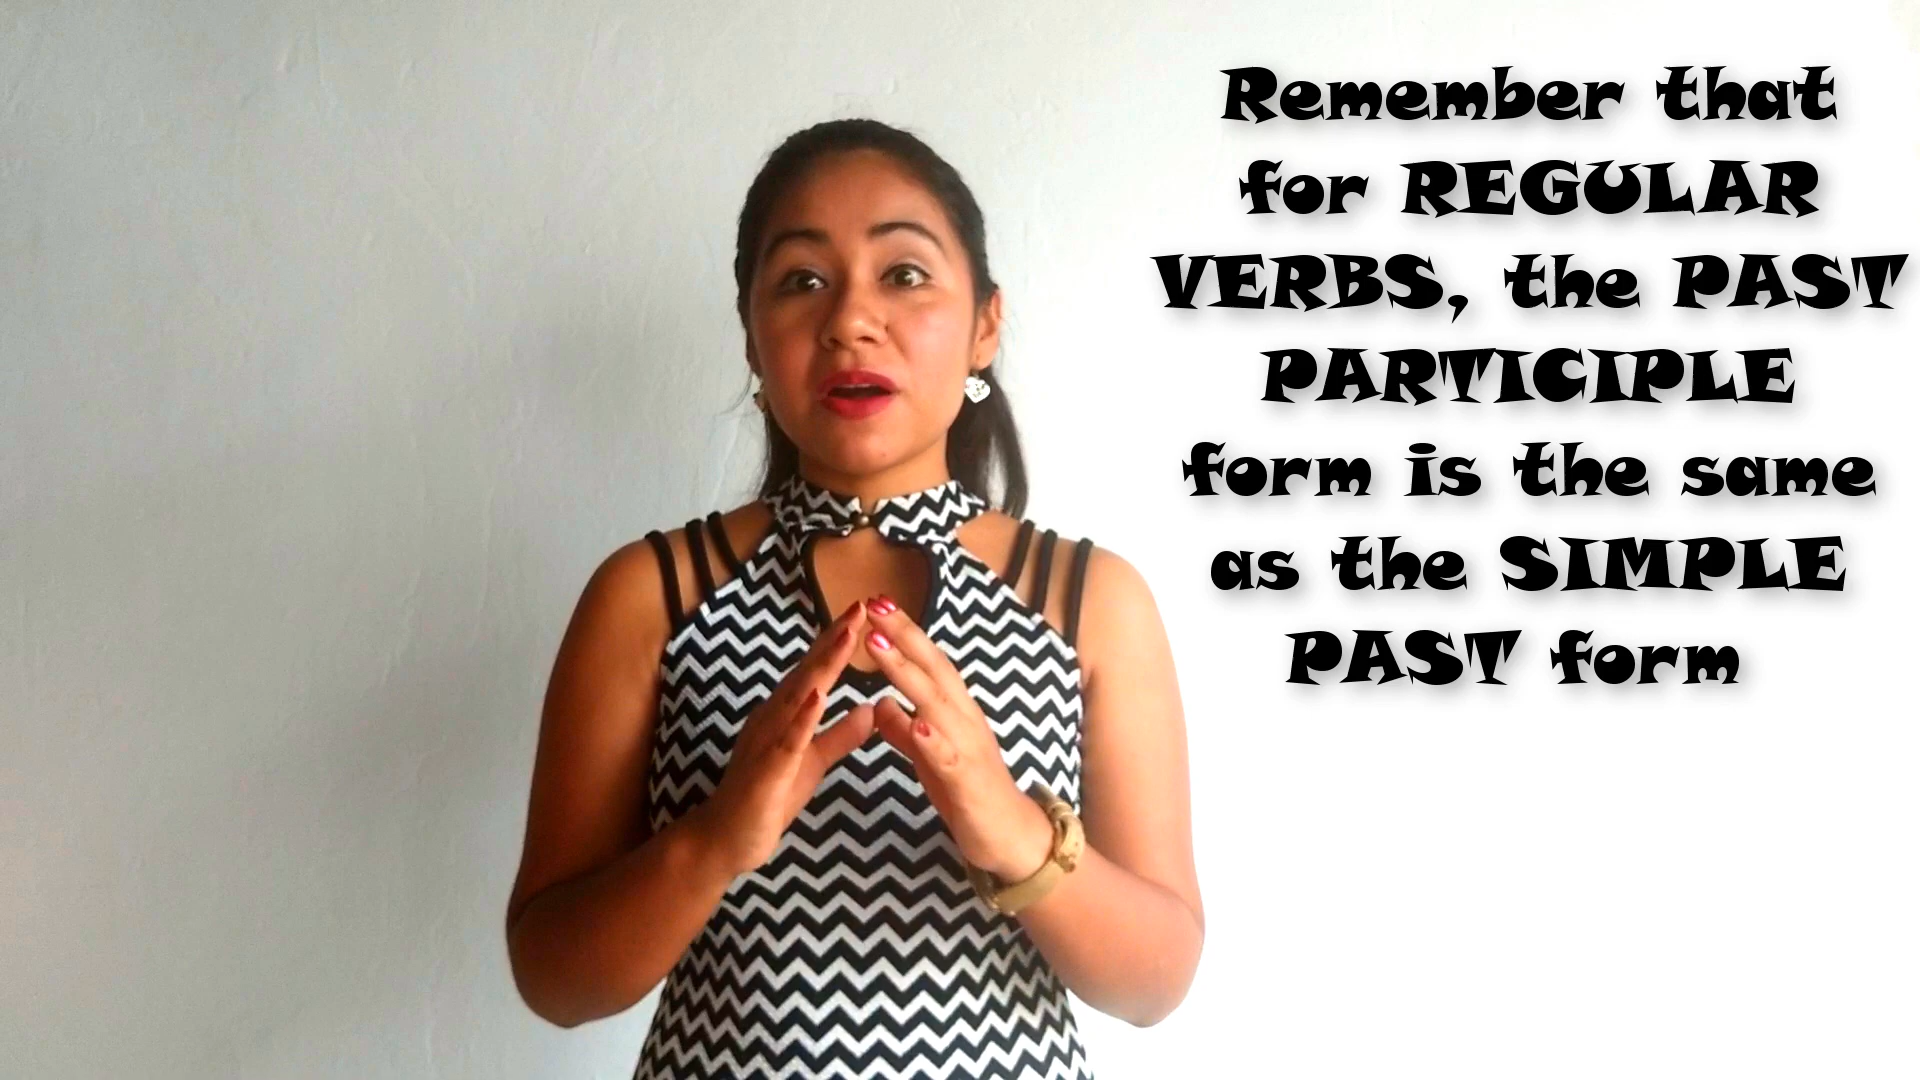 Remember that
for REGULAR
VERBS, the PAST
PARTICIPLE
form is the same
as the SIMPLE
PAST form